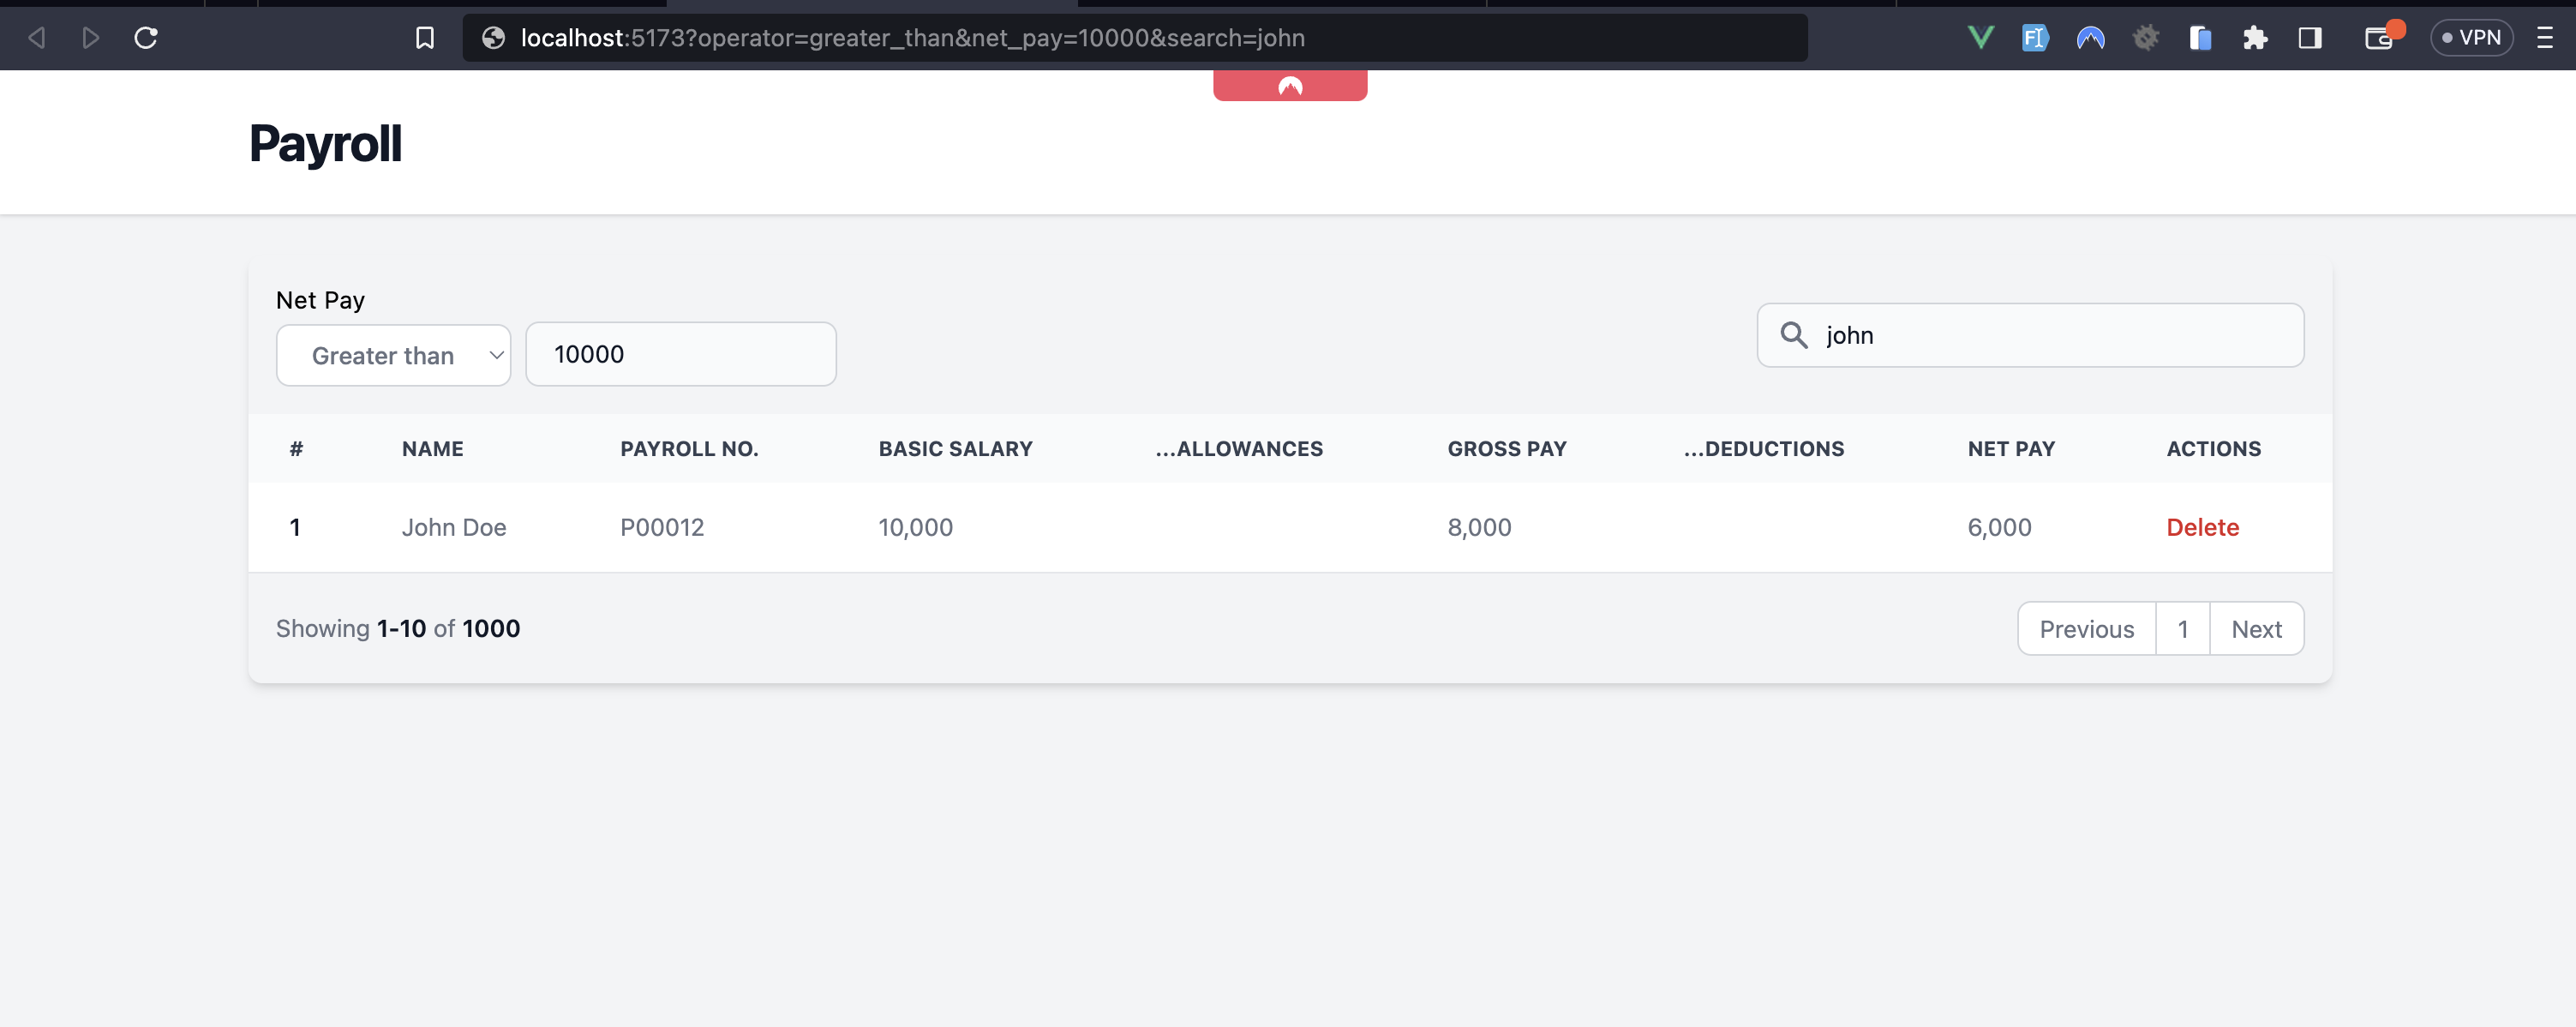 localhost:5173?operator=greater_than&net_pay=10000&search=john
VPN
Payroll
Net Pay
Greater than 10000 john
# NAME PAYROLL NO. BASIC SALARY ...ALLOWANCES GROSS PAY ...DEDUCTIONS NET PAY ACTIONS
1 John Doe P00012 10,000 8,000 6,000 Delete
Showing 1-10 of 1000 Previous 1 Next